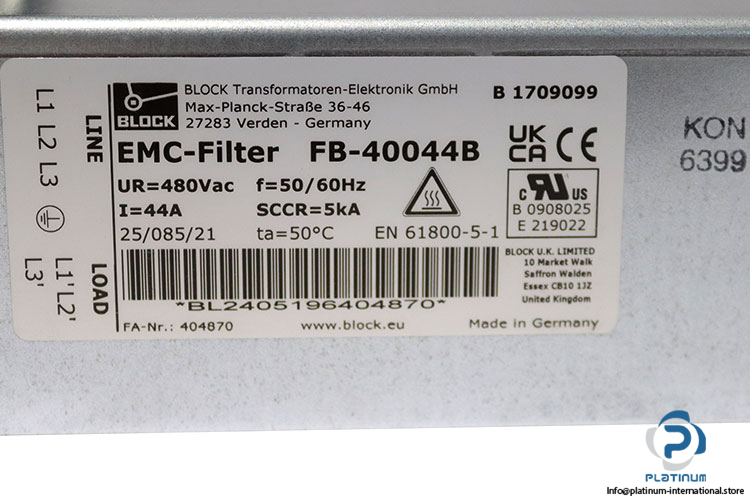 BLOCK
BLOCK Transformatoren-Elektronik GmbH
Max-Planck-Straße 36-46
27283 Verden - Germany
B 1709099
L1 L2 L3
LINE
EMC-Filter FB-40044B
UK CA CE
UR=480Vac f=50/60Hz
I=44A SCCR=5kA
25/085/21 ta=50°C EN 61800-5-1
C RU US
B 0908025
E 219022
L1' L2' L3'
LOAD
BLOCK U.K. LIMITED
10 Market Walk
Saffron Walden
Essex CB10 1JZ
United Kingdom
*BL2405196404870*
FA-Nr.: 404870 www.block.eu Made in Germany
KON
6399
PLATINUM
Info@platinum-international.store